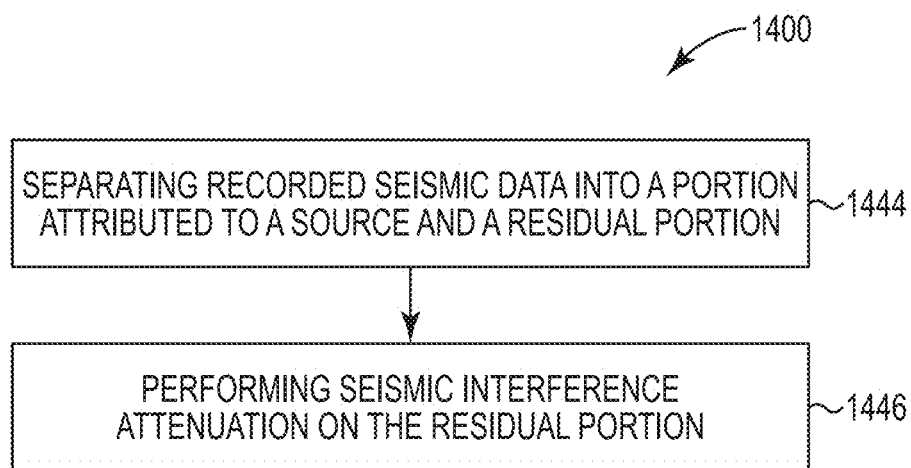 1400
SEPARATING RECORDED SEISMIC DATA INTO A PORTION
ATTRIBUTED TO A SOURCE AND A RESIDUAL PORTION
1444
PERFORMING SEISMIC INTERFERENCE
ATTENUATION ON THE RESIDUAL PORTION
1446